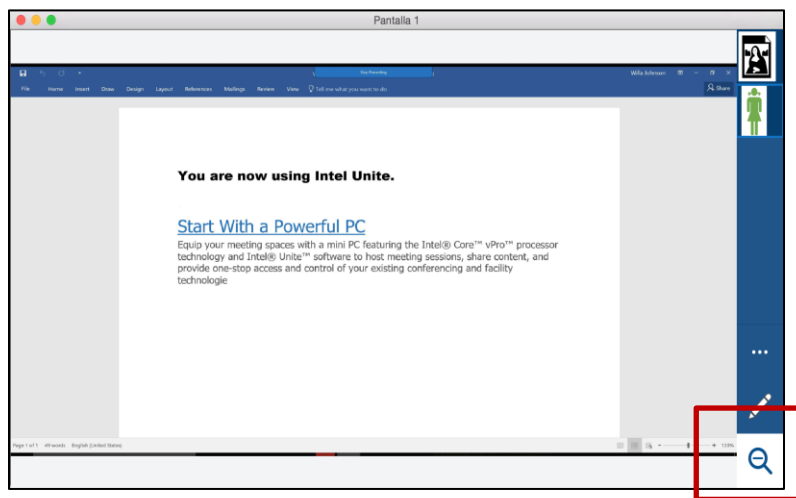 Pantalla 1
Stop Presenting
Willa Johnson
File Home Insert Draw Design Layout References Mailings Review View Tell me what you want to do Share
You are now using Intel Unite.
Start With a Powerful PC
Equip your meeting spaces with a mini PC featuring the Intel® Core™ vPro™ processor
technology and Intel® Unite™ software to host meeting sessions, share content, and
provide one-stop access and control of your existing conferencing and facility
technologie
Page 1 of 1 49 words English (United States)